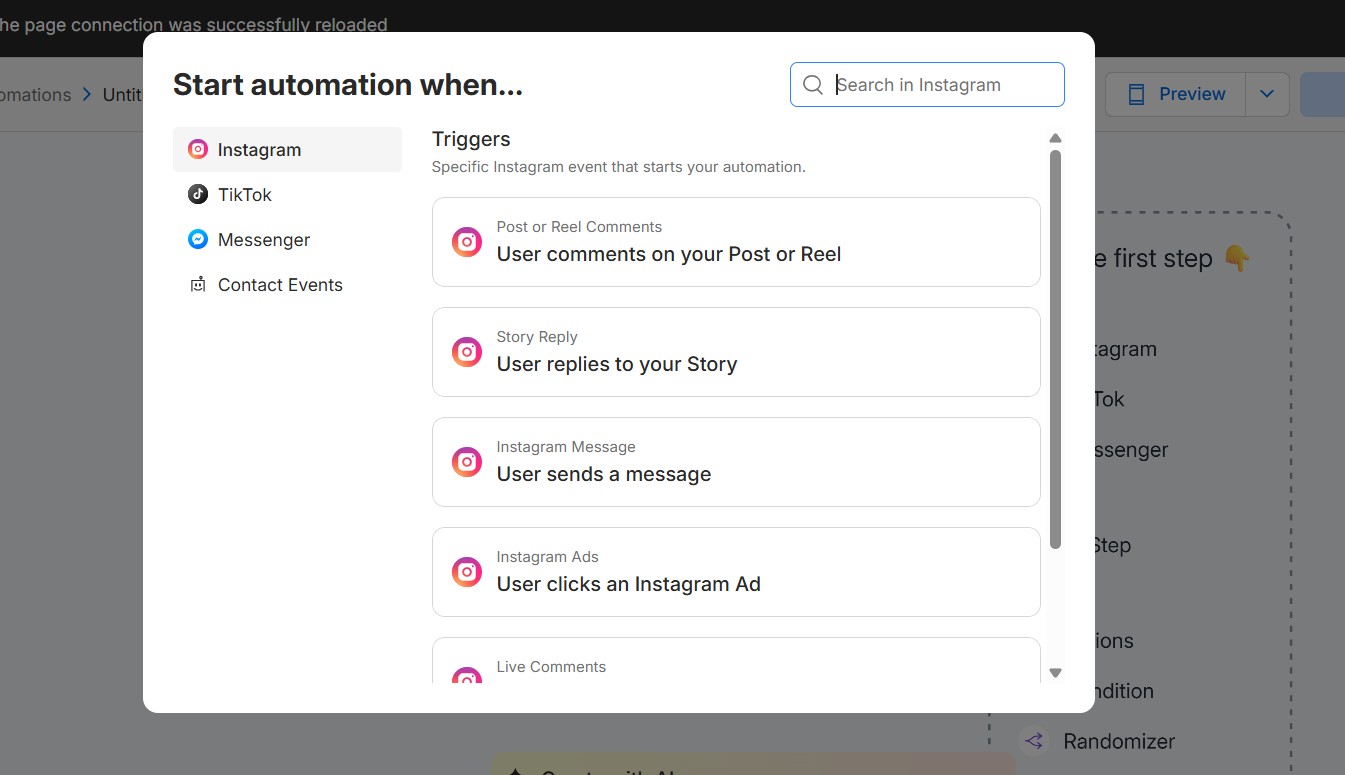 he page connection was successfully reloaded
Start automation when...
Search in Instagram
omations
Untit
Preview
Instagram
TikTok
Messenger
Contact Events
Triggers
Specific Instagram event that starts your automation.
Post or Reel Comments
User comments on your Post or Reel
Story Reply
User replies to your Story
Instagram Message
User sends a message
Instagram Ads
User clicks an Instagram Ad
Live Comments
e first step 👇
tagram
Tok
ssenger
Step
ions
ndition
Randomizer